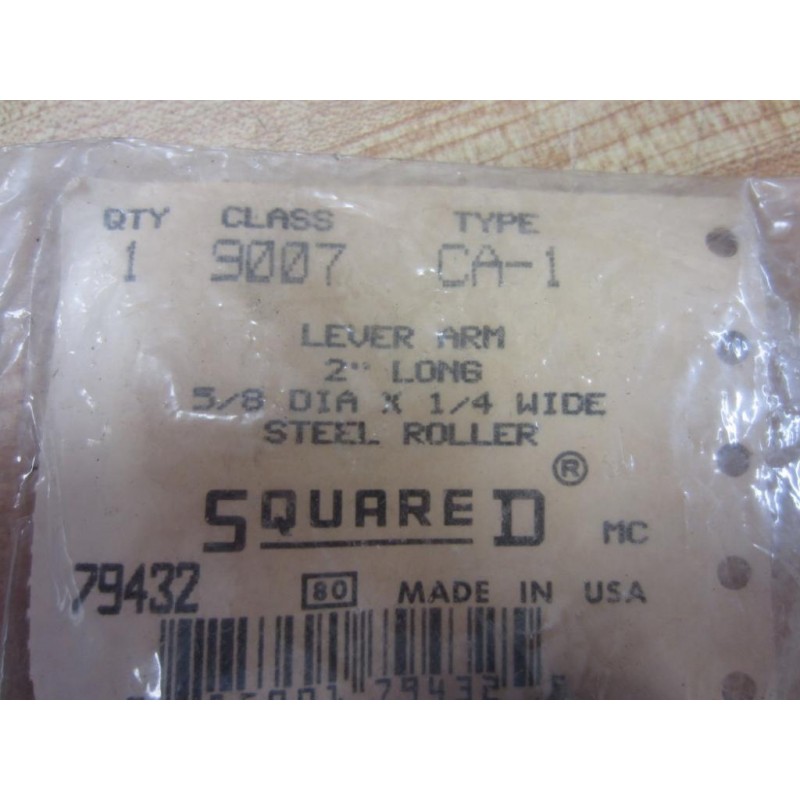 QTY CLASS TYPE
1 9007 CA-1
LEVER ARM
2" LONG
5/8 DIA X 1/4 WIDE
STEEL ROLLER
SQUARE D ® MC
79432 80 MADE IN USA
79432